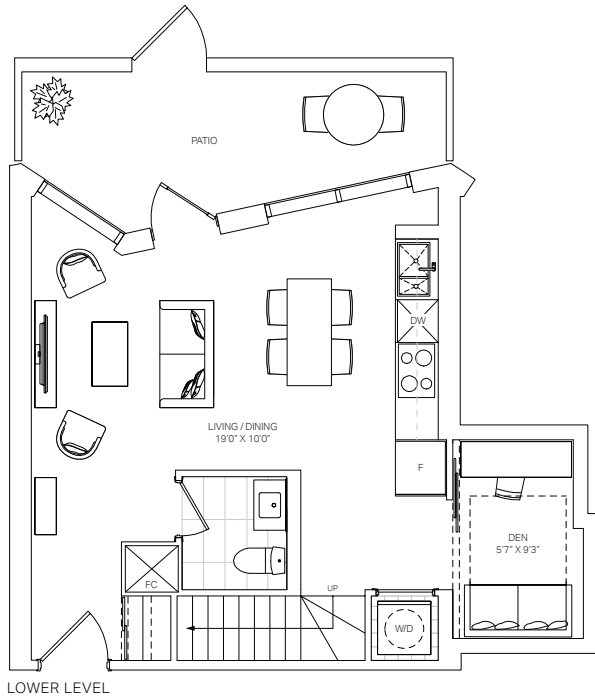 PATIO
DW
LIVING / DINING
19'0" X 10'0"
F
DEN
5'7" X 9'3"
FC
UP
W/D
LOWER LEVEL